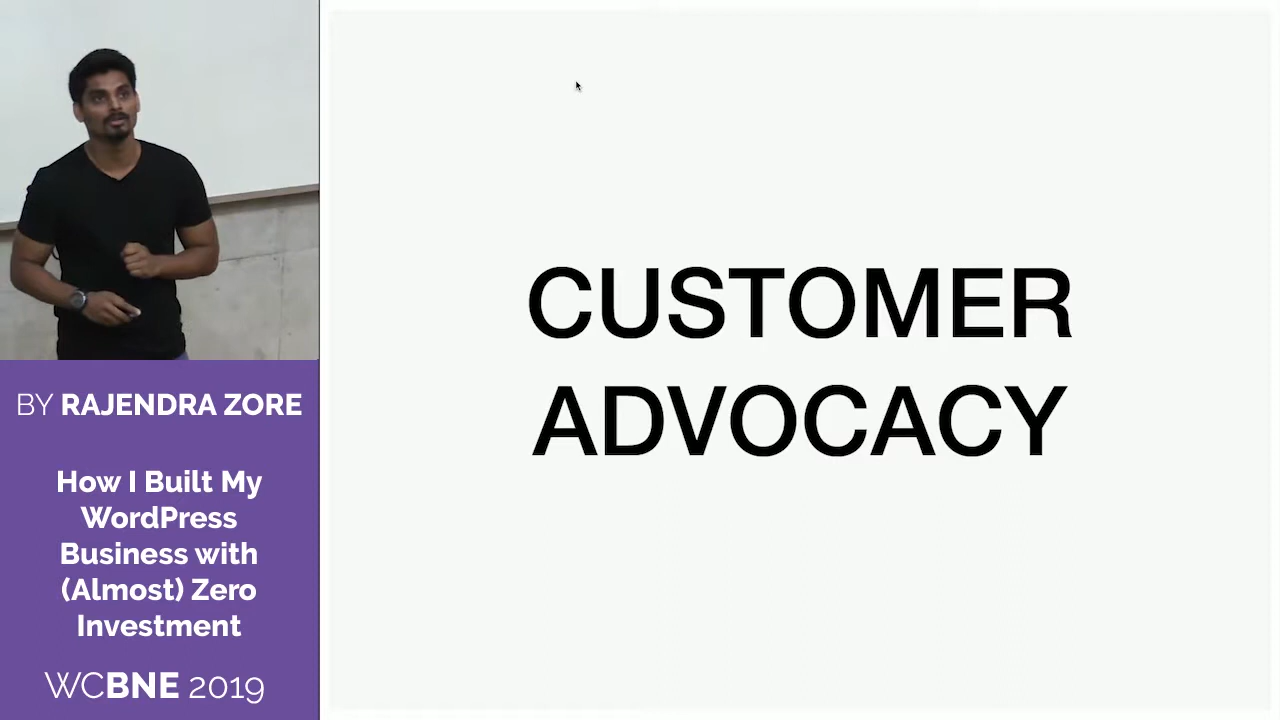 CUSTOMER
ADVOCACY
BY RAJENDRA ZORE
How I Built My
WordPress
Business with
(Almost) Zero
Investment
WCBNE 2019